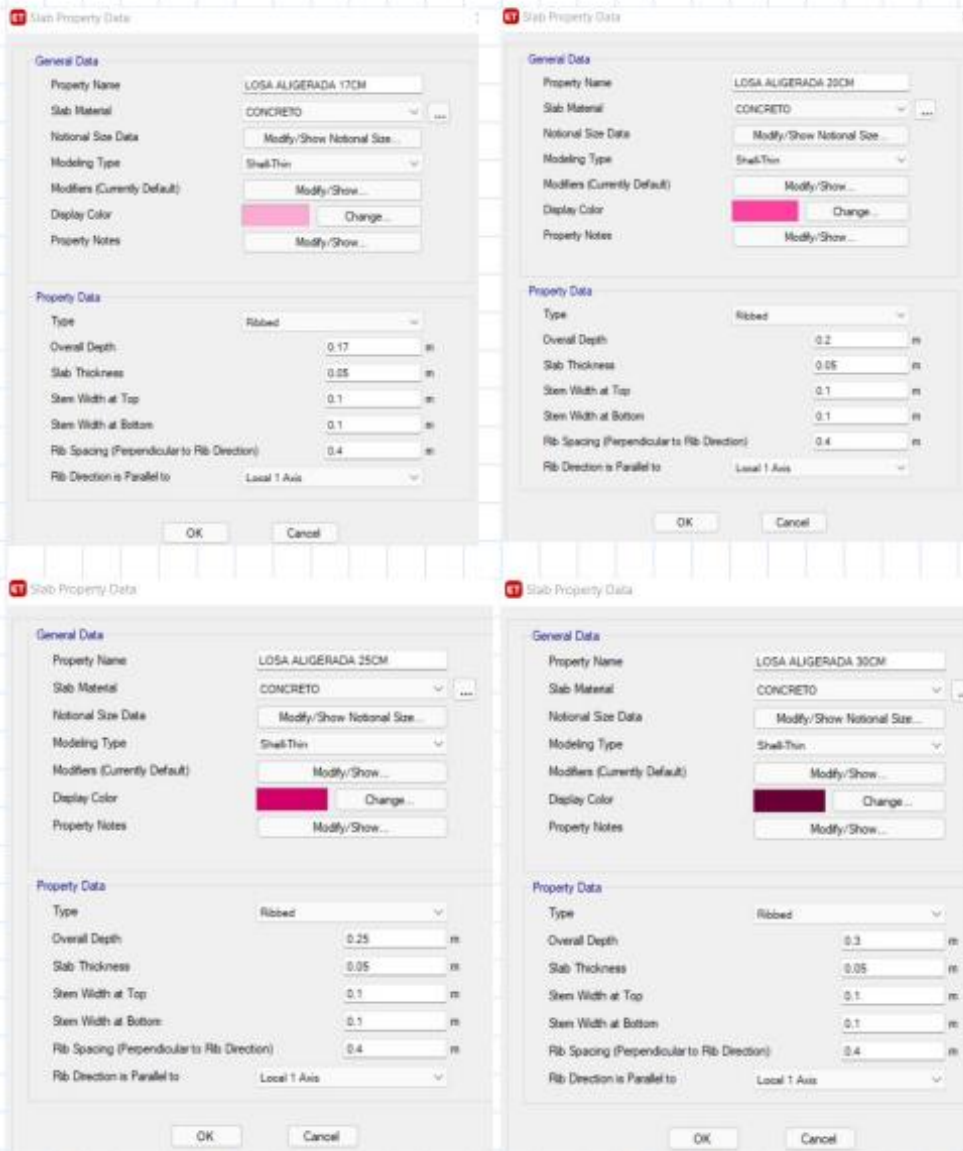 ET Slab Property Data
General Data
Property Name LOSA ALIGERADA 17CM
Slab Material CONCRETO ...
Notional Size Data Modify/Show Notional Size...
Modeling Type Shell-Thin
Modifiers (Currently Default) Modify/Show...
Display Color Change...
Property Notes Modify/Show...
Property Data
Type Ribbed
Overall Depth 0.17 m
Slab Thickness 0.05 m
Stem Width at Top 0.1 m
Stem Width at Bottom 0.1 m
Rib Spacing (Perpendicular to Rib Direction) 0.4 m
Rib Direction is Parallel to Local 1 Axis
OK Cancel
ET Slab Property Data
General Data
Property Name LOSA ALIGERADA 20CM
Slab Material CONCRETO ...
Notional Size Data Modify/Show Notional Size...
Modeling Type Shell-Thin
Modifiers (Currently Default) Modify/Show...
Display Color Change...
Property Notes Modify/Show...
Property Data
Type Ribbed
Overall Depth 0.2 m
Slab Thickness 0.05 m
Stem Width at Top 0.1 m
Stem Width at Bottom 0.1 m
Rib Spacing (Perpendicular to Rib Direction) 0.4 m
Rib Direction is Parallel to Local 1 Axis
OK Cancel
ET Slab Property Data
General Data
Property Name LOSA ALIGERADA 25CM
Slab Material CONCRETO ...
Notional Size Data Modify/Show Notional Size...
Modeling Type Shell-Thin
Modifiers (Currently Default) Modify/Show...
Display Color Change...
Property Notes Modify/Show...
Property Data
Type Ribbed
Overall Depth 0.25 m
Slab Thickness 0.05 m
Stem Width at Top 0.1 m
Stem Width at Bottom 0.1 m
Rib Spacing (Perpendicular to Rib Direction) 0.4 m
Rib Direction is Parallel to Local 1 Axis
OK Cancel
ET Slab Property Data
General Data
Property Name LOSA ALIGERADA 30CM
Slab Material CONCRETO
Notional Size Data Modify/Show Notional Size...
Modeling Type Shell-Thin
Modifiers (Currently Default) Modify/Show...
Display Color Change...
Property Notes Modify/Show...
Property Data
Type Ribbed
Overall Depth 0.3 m
Slab Thickness 0.05 m
Stem Width at Top 0.1 m
Stem Width at Bottom 0.1 m
Rib Spacing (Perpendicular to Rib Direction) 0.4 m
Rib Direction is Parallel to Local 1 Axis
OK Cancel